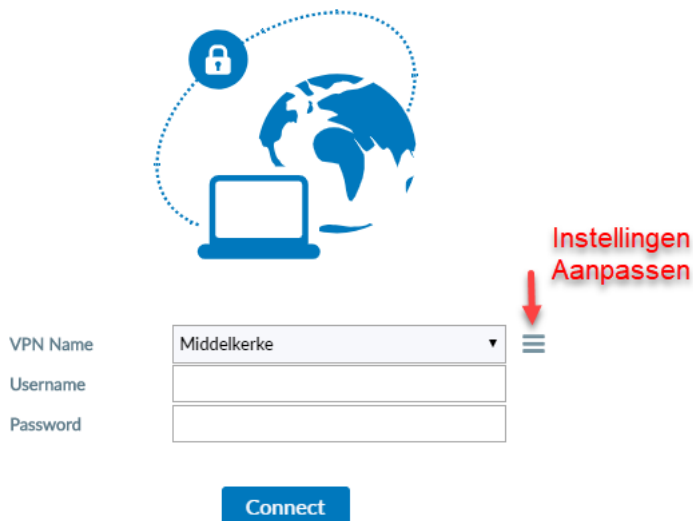 Instellingen
Aanpassen
VPN Name
Middelkerke
Username
Password
Connect